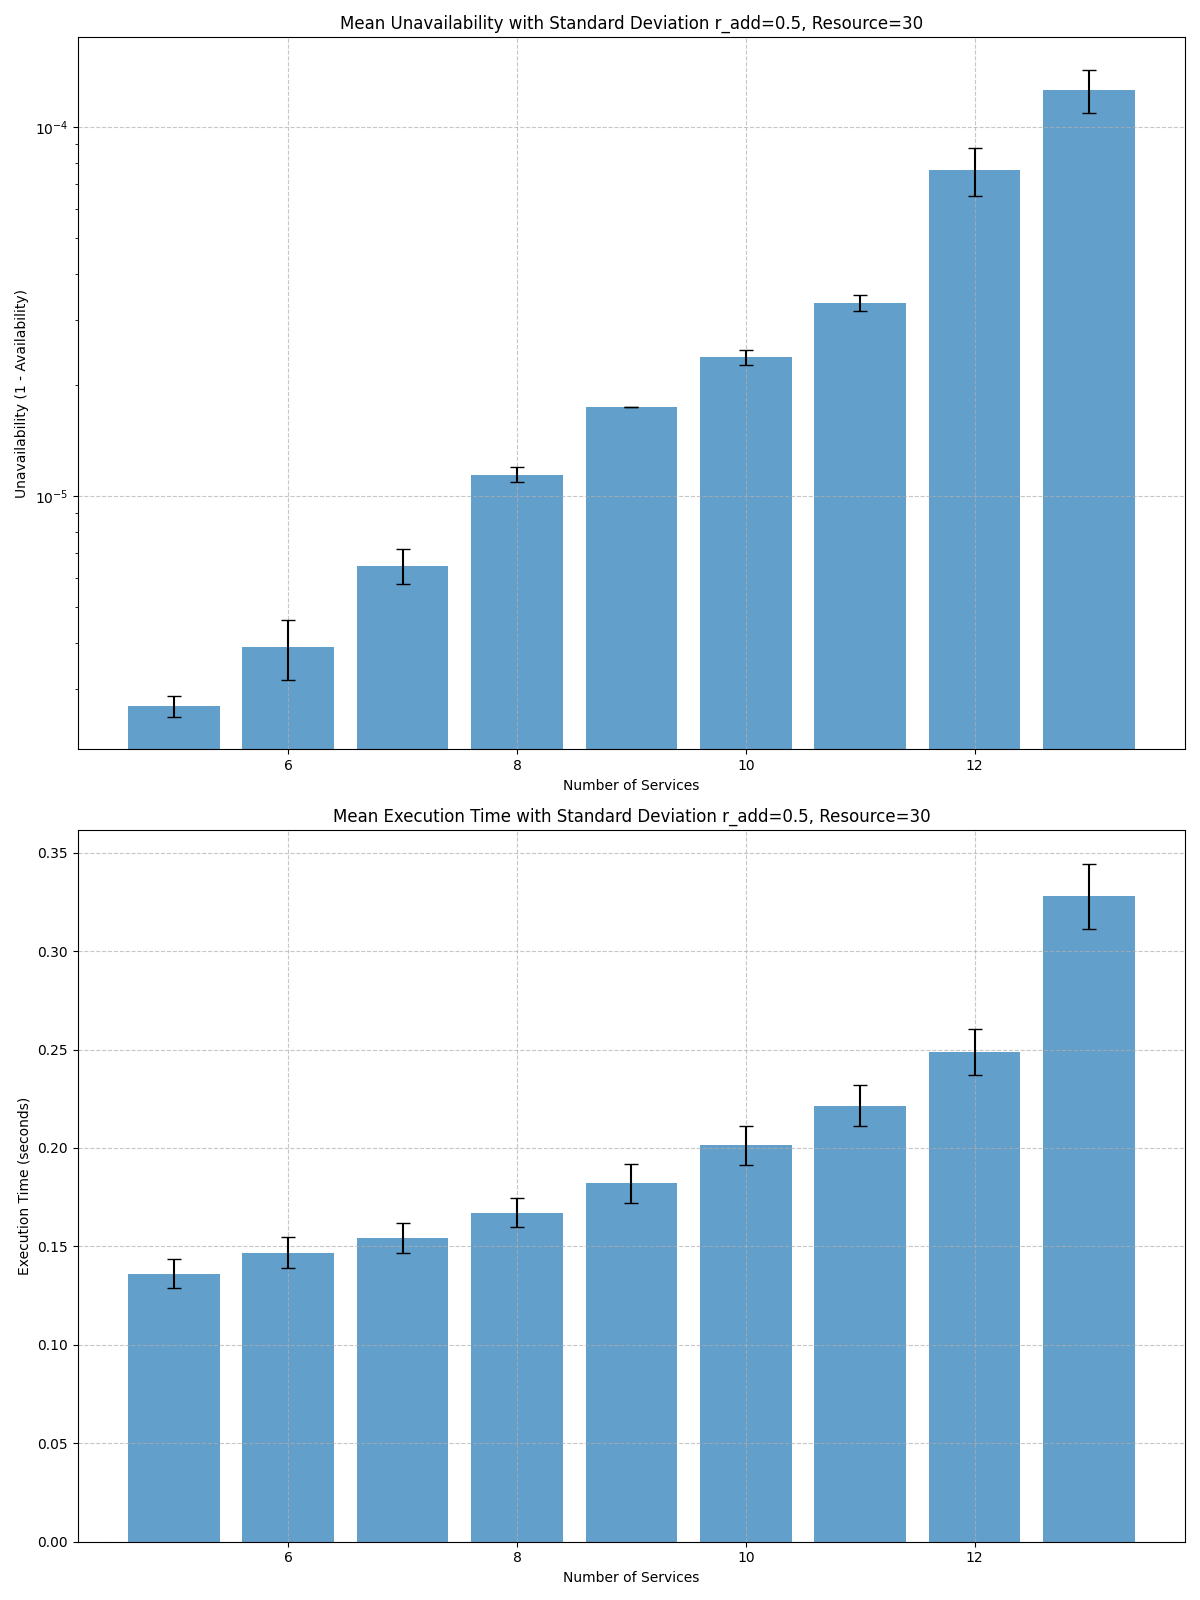 Mean Unavailability with Standard Deviation r_add=0.5, Resource=30
Unavailability (1 - Availability)
10⁻⁴
10⁻⁵
6 8 10 12
Number of Services
Mean Execution Time with Standard Deviation r_add=0.5, Resource=30
Execution Time (seconds)
0.35
0.30
0.25
0.20
0.15
0.10
0.05
0.00
6 8 10 12
Number of Services